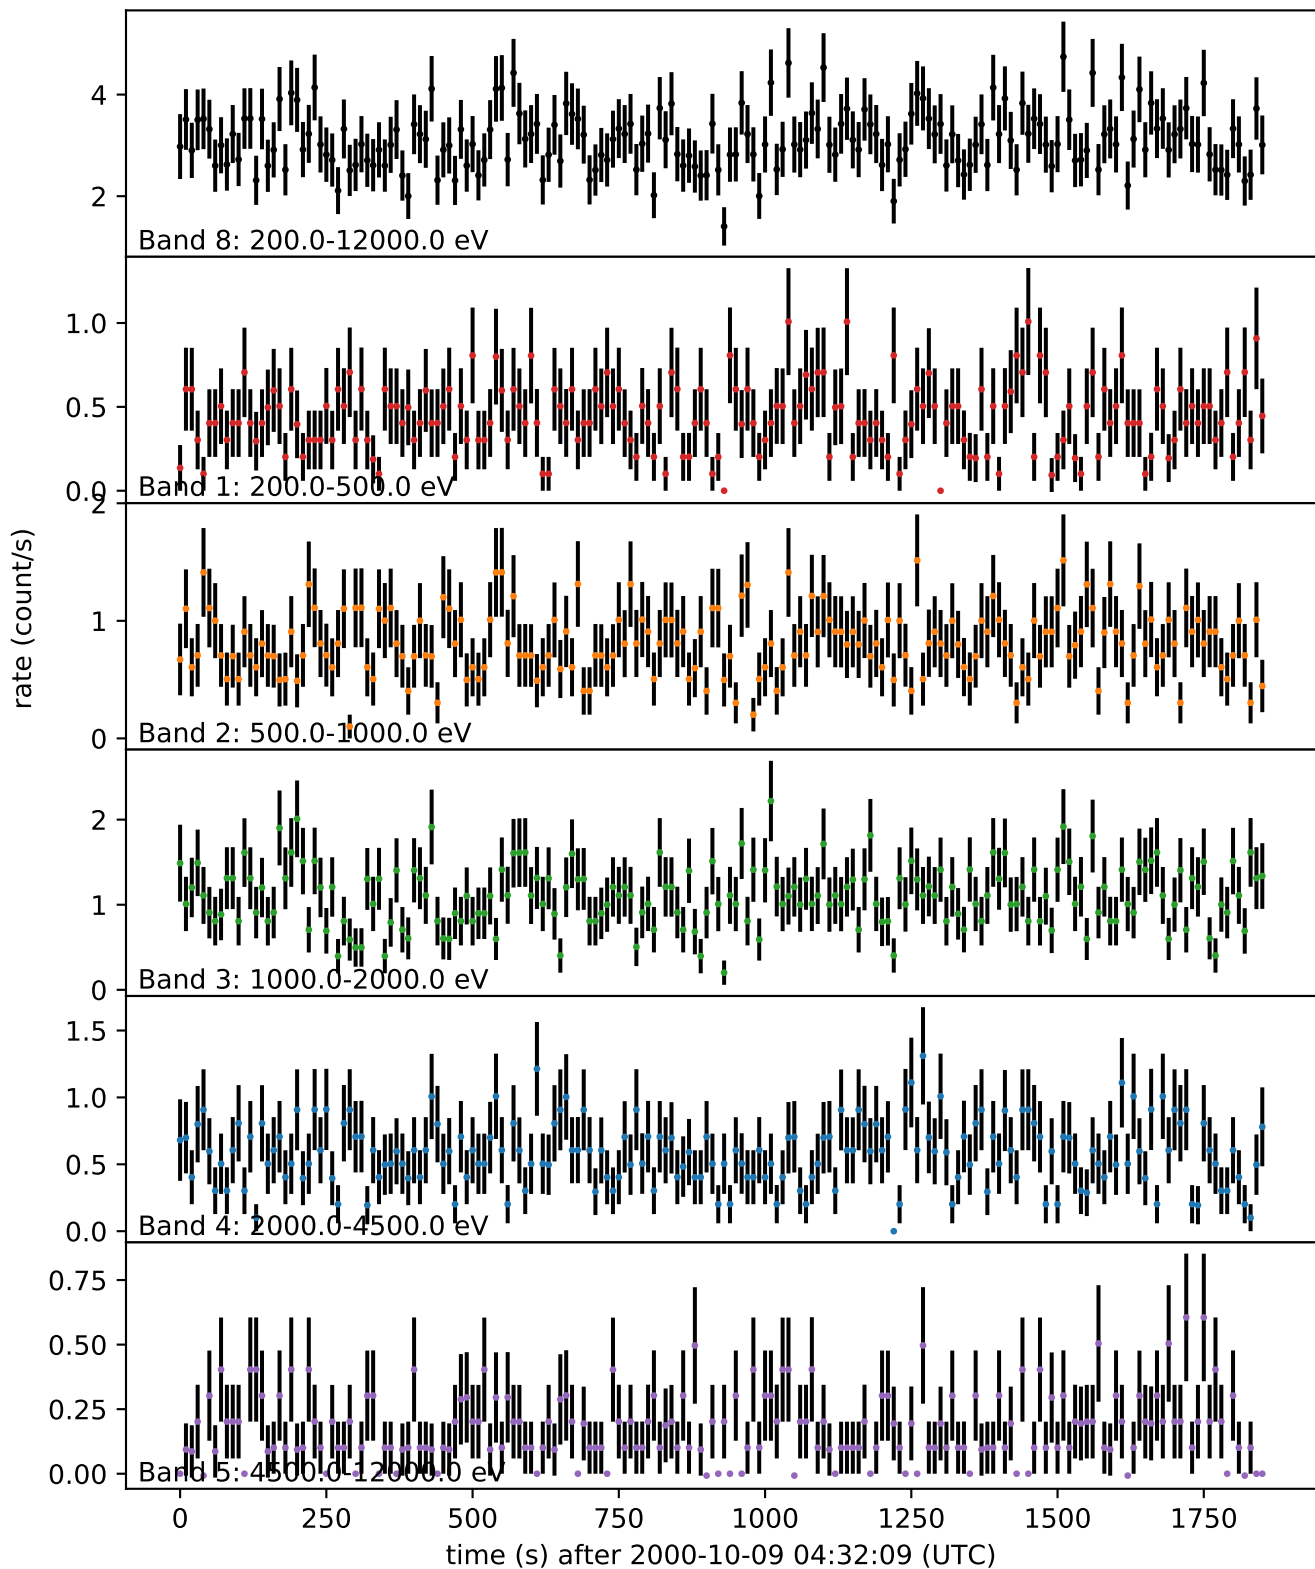 4
2
Band 8: 200.0-12000.0 eV
1.0
0.5
0.0
Band 1: 200.0-500.0 eV
2
1
0
Band 2: 500.0-1000.0 eV
2
1
0
Band 3: 1000.0-2000.0 eV
1.5
1.0
0.5
0.0
Band 4: 2000.0-4500.0 eV
0.75
0.50
0.25
0.00
Band 5: 4500.0-12000.0 eV
rate (count/s)
0 250 500 750 1000 1250 1500 1750
time (s) after 2000-10-09 04:32:09 (UTC)